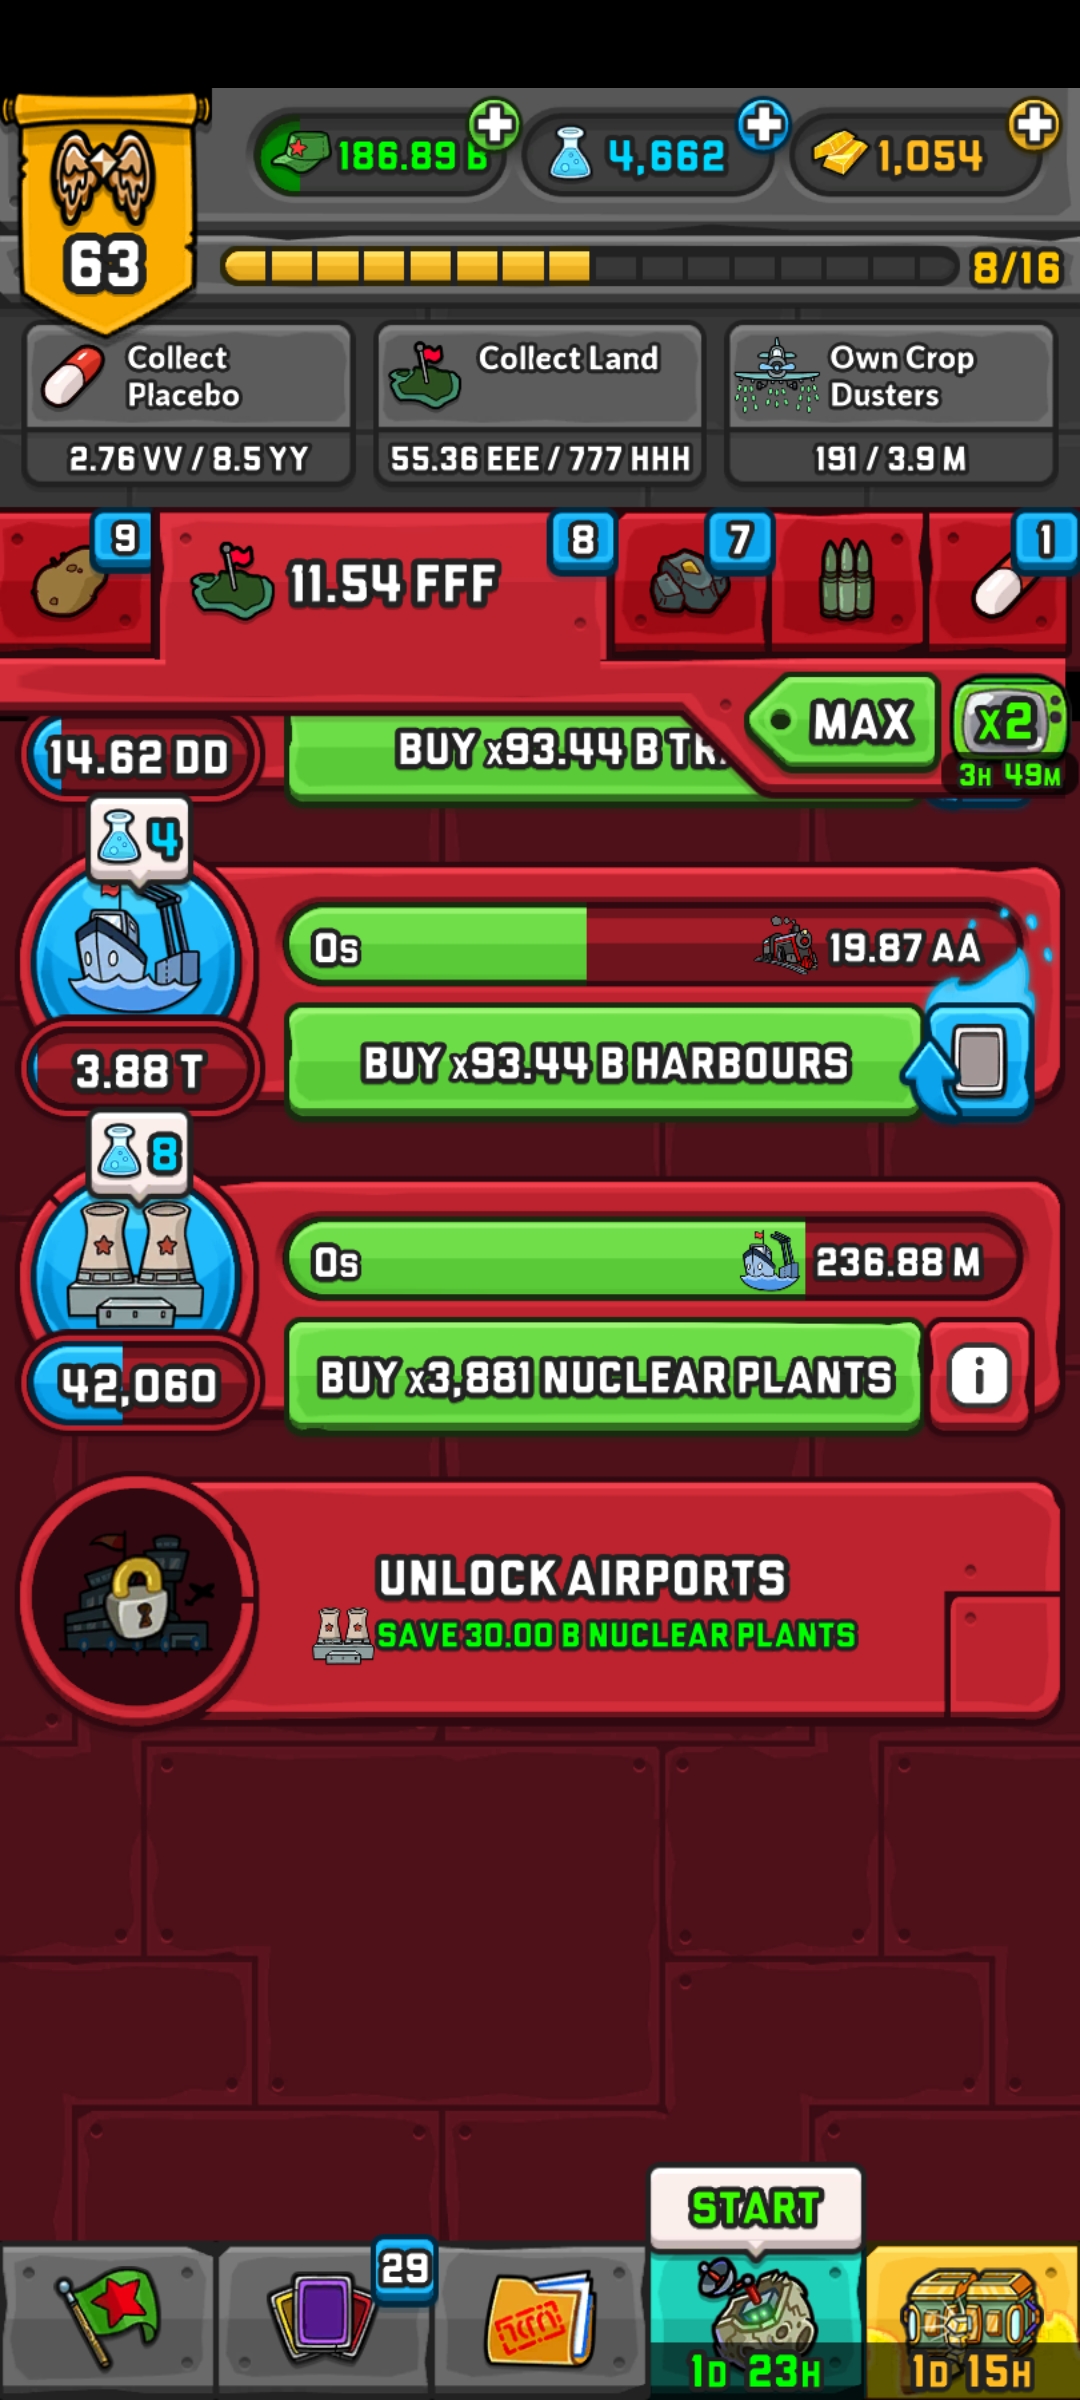 186.89 B
4,662
1,054
63
8/16
Collect
Placebo
2.76 VV / 8.5 YY
Collect Land
55.36 EEE / 777 HHH
Own Crop
Dusters
191 / 3.9 M
9
11.54 FFF
8
7
1
MAX
x2
3H 49M
14.62 DD
BUY x93.44 B TR
4
0s
19.87 AA
3.88 T
BUY x93.44 B HARBOURS
8
0s
236.88 M
42,060
BUY x3,881 NUCLEAR PLANTS
i
UNLOCK AIRPORTS
SAVE 30.00 B NUCLEAR PLANTS
START
29
1D 23H
1D 15H